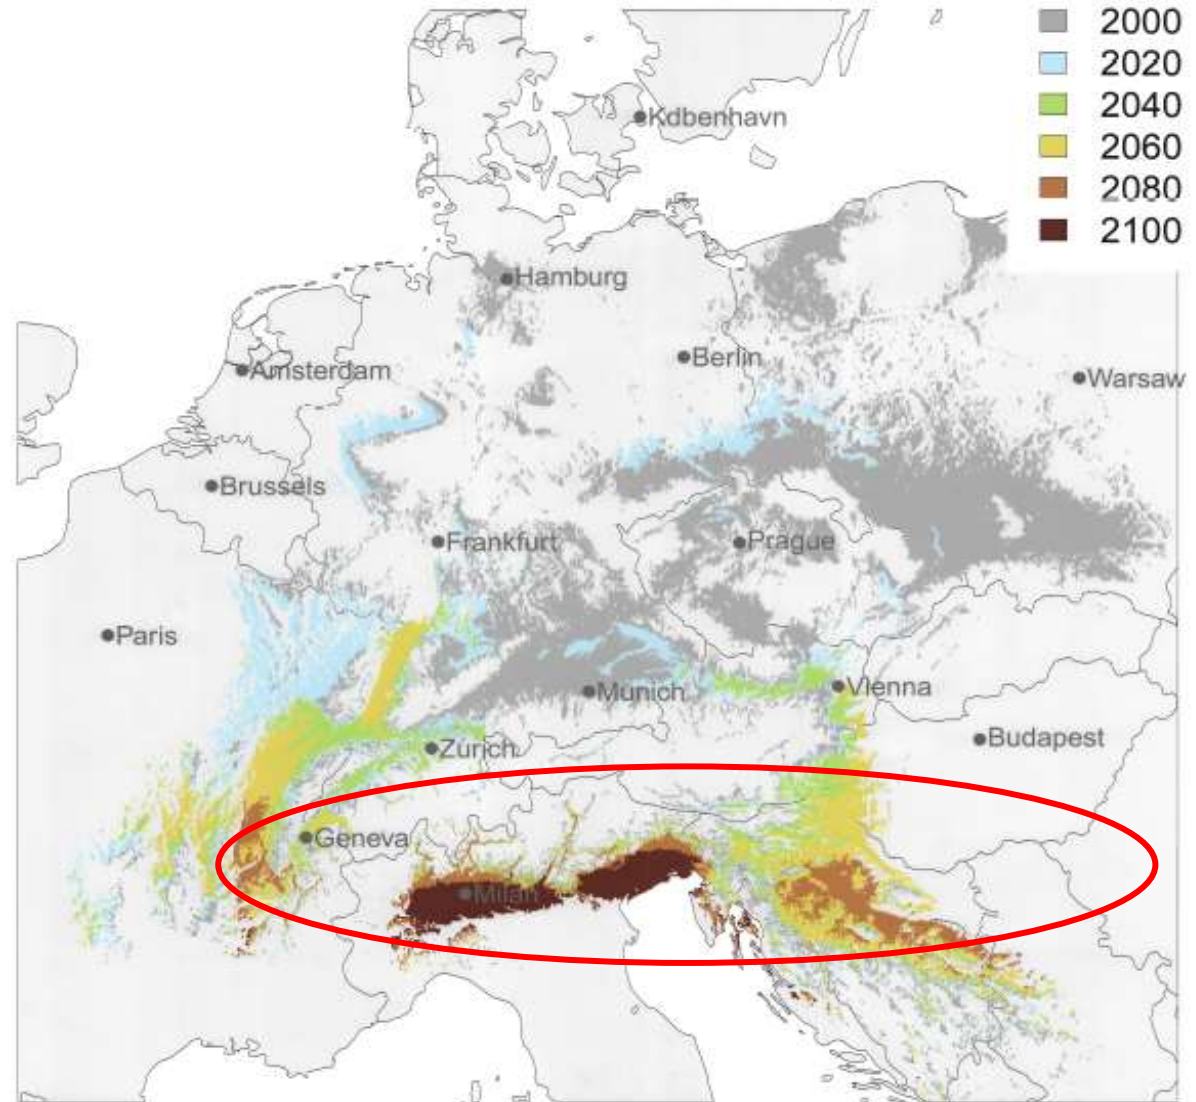 2000
2020
2040
2060
2080
2100
Kdbenhavn
Hamburg
Berlin
Amsterdam
Warsaw
Brussels
Frankfurt
Prague
Paris
Munich
Vienna
Budapest
Zürich
Geneva
Milan